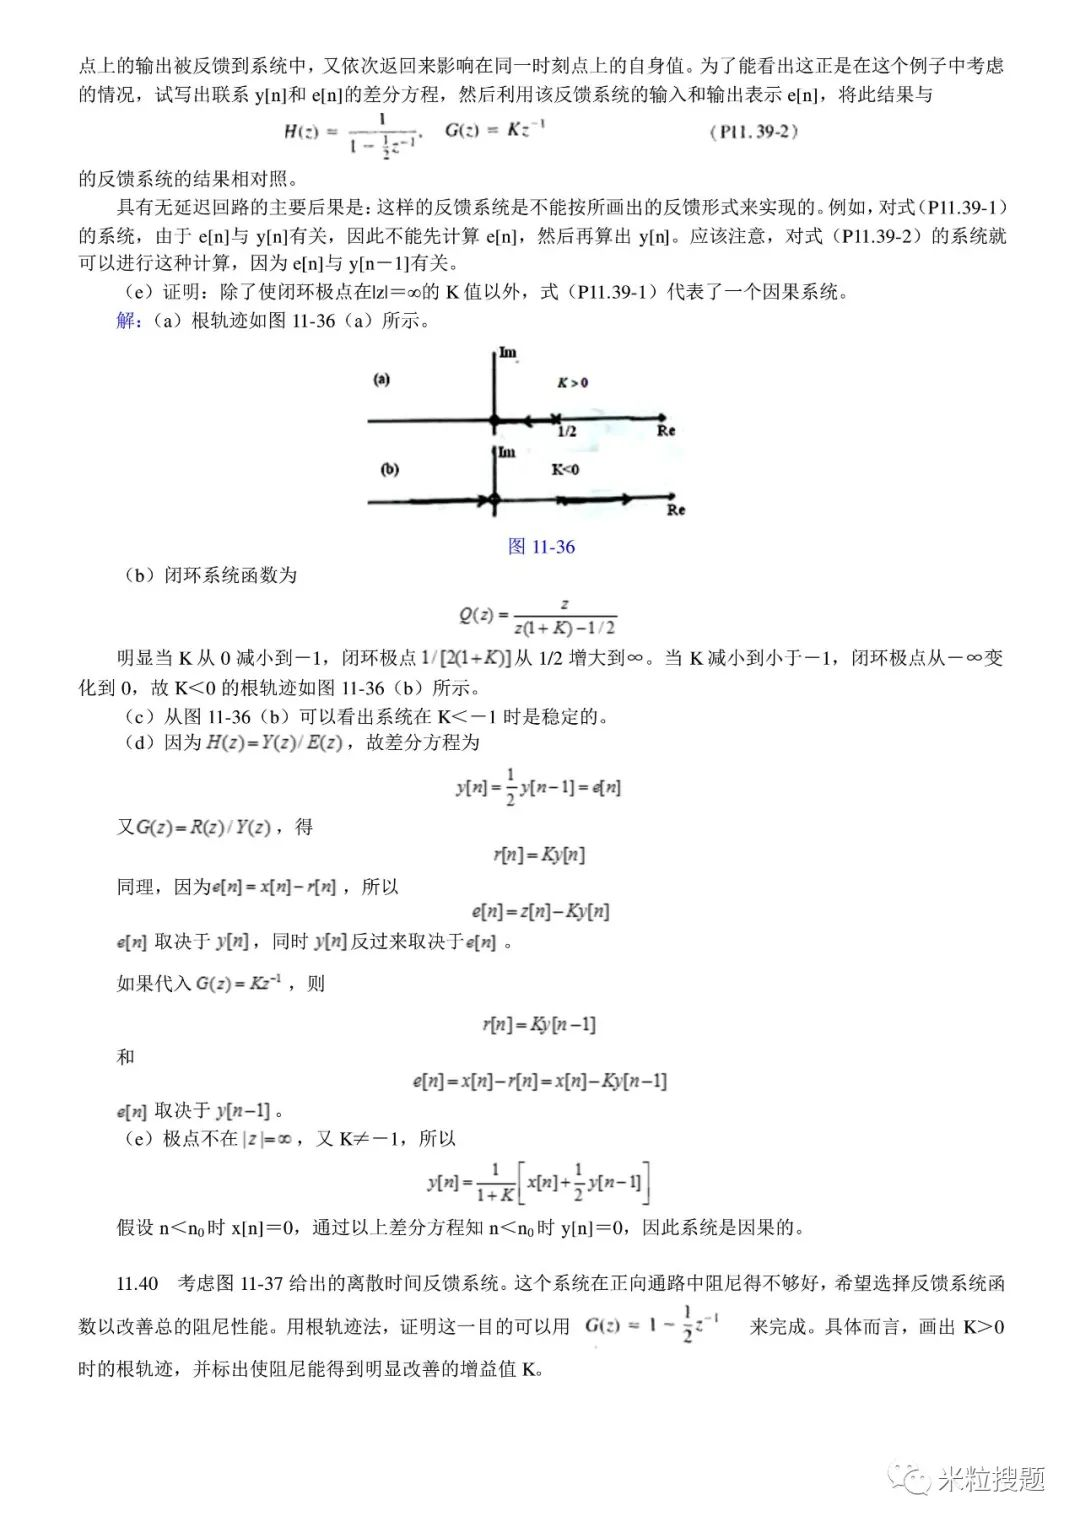 点上的输出被反馈到系统中，又依次返回来影响在同一时刻点上的自身值。为了能看出这正是在这个例子中考虑
的情况，试写出联系 y[n]和 e[n]的差分方程，然后利用该反馈系统的输入和输出表示 e[n]，将此结果与
H(z) = 1/(1 − ½z⁻¹), G(z) = Kz⁻¹ （P11.39-2）
的反馈系统的结果相对照。
具有无延迟回路的主要后果是：这样的反馈系统是不能按所画出的反馈形式来实现的。例如，对式（P11.39-1）
的系统，由于 e[n]与 y[n]有关，因此不能先计算 e[n]，然后再算出 y[n]。应该注意，对式（P11.39-2）的系统就
可以进行这种计算，因为 e[n]与 y[n－1]有关。
（e）证明：除了使闭环极点在|z|＝∞的 K 值以外，式（P11.39-1）代表了一个因果系统。
解：（a）根轨迹如图 11-36（a）所示。
Im
(a) K>0
1/2 Re
Im
(b) K<0
Re
图 11-36
（b）闭环系统函数为
Q(z) = z/(z(1+K)−1/2)
明显当 K 从 0 减小到－1，闭环极点 1/[2(1+K)] 从 1/2 增大到∞。当 K 减小到小于－1，闭环极点从－∞变
化到 0，故 K＜0 的根轨迹如图 11-36（b）所示。
（c）从图 11-36（b）可以看出系统在 K＜－1 时是稳定的。
（d）因为 H(z)=Y(z)/E(z)，故差分方程为
y[n]=½y[n−1]=e[n]
又G(z)=R(z)/Y(z)，得
r[n]=Ky[n]
同理，因为e[n]=x[n]−r[n]，所以
e[n]=z[n]−Ky[n]
e[n] 取决于 y[n]，同时 y[n]反过来取决于e[n] 。
如果代入 G(z)=Kz⁻¹，则
r[n]=Ky[n−1]
和
e[n]=x[n]−r[n]=x[n]−Ky[n−1]
e[n] 取决于 y[n−1] 。
（e）极点不在 |z|=∞，又 K≠－1，所以
y[n]=1/(1+K)[x[n]+½y[n−1]]
假设 n＜n₀时 x[n]＝0，通过以上差分方程知 n＜n₀时 y[n]＝0，因此系统是因果的。
11.40 考虑图 11-37 给出的离散时间反馈系统。这个系统在正向通路中阻尼得不够好，希望选择反馈系统函
数以改善总的阻尼性能。用根轨迹法，证明这一目的可以用 G(z) = 1 − ½z⁻¹ 来完成。具体而言，画出 K＞0
时的根轨迹，并标出使阻尼能得到明显改善的增益值 K。
米粒搜题